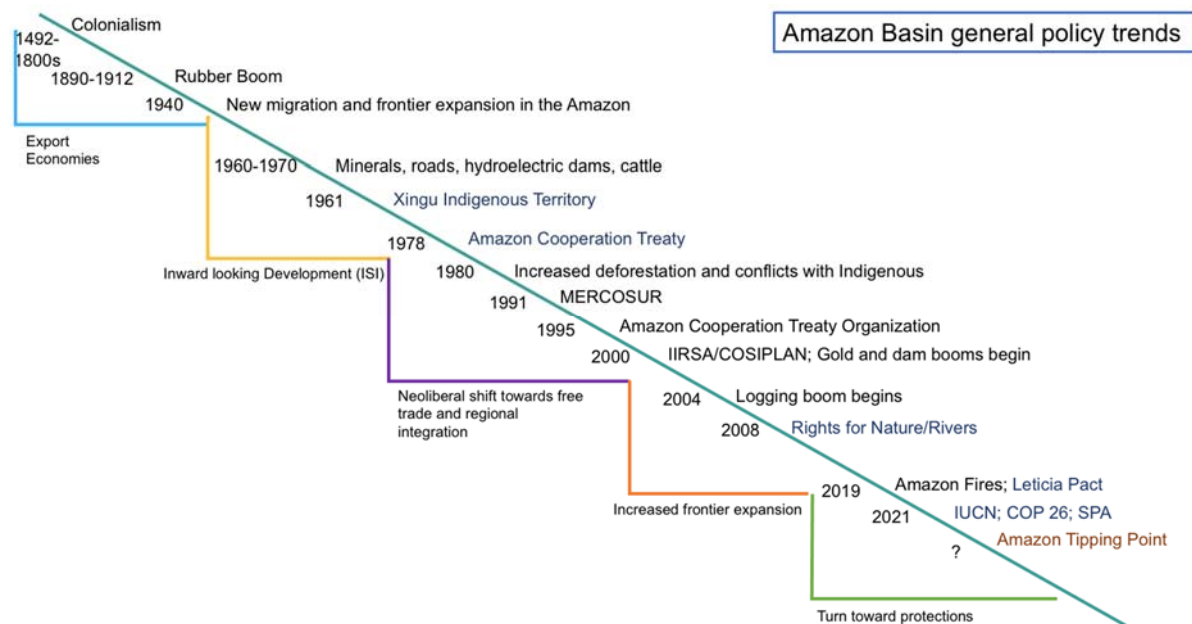 Amazon Basin general policy trends
Colonialism
1492-
1800s
1890-1912
Rubber Boom
1940
New migration and frontier expansion in the Amazon
Export
Economies
1960-1970
Minerals, roads, hydroelectric dams, cattle
1961
Xingu Indigenous Territory
1978
Amazon Cooperation Treaty
Inward looking Development (ISI)
1980
Increased deforestation and conflicts with Indigenous
1991
MERCOSUR
1995
Amazon Cooperation Treaty Organization
2000
IIRSA/COSIPLAN; Gold and dam booms begin
Neoliberal shift towards free
trade and regional
integration
2004
Logging boom begins
2008
Rights for Nature/Rivers
2019
Amazon Fires; Leticia Pact
Increased frontier expansion
2021
IUCN; COP 26; SPA
?
Amazon Tipping Point
Turn toward protections